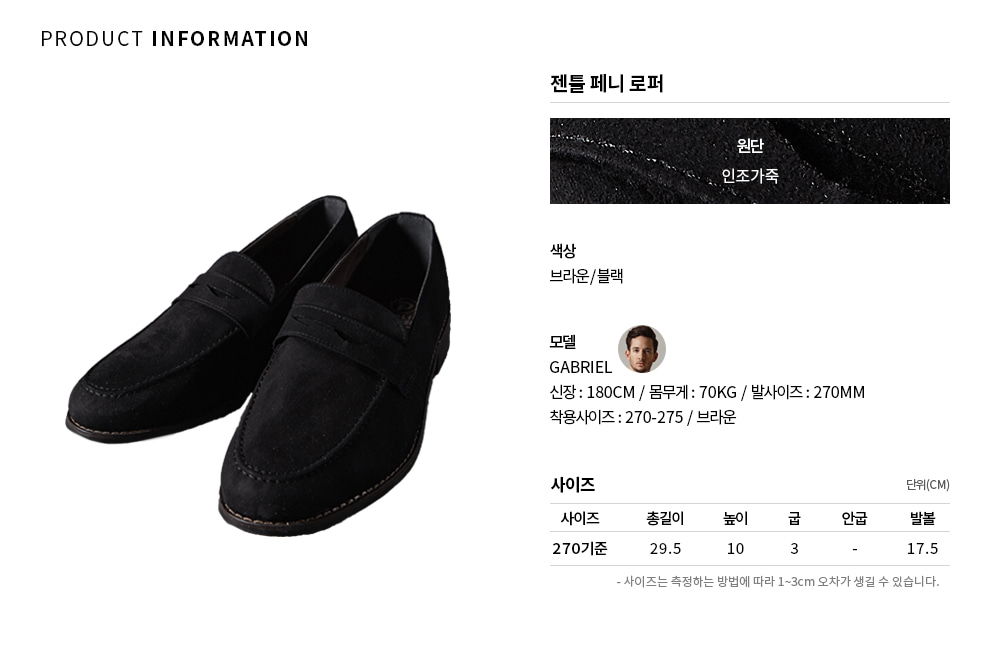 PRODUCT INFORMATION
젠틀 페니 로퍼
원단
인조가죽
색상
브라운/블랙
모델
GABRIEL
신장 : 180CM / 몸무게 : 70KG / 발사이즈 : 270MM
착용사이즈 : 270-275 / 브라운
사이즈 단위(CM)
사이즈 총길이 높이 굽 안굽 발볼
270기준 29.5 10 3 - 17.5
- 사이즈는 측정하는 방법에 따라 1~3cm 오차가 생길 수 있습니다.